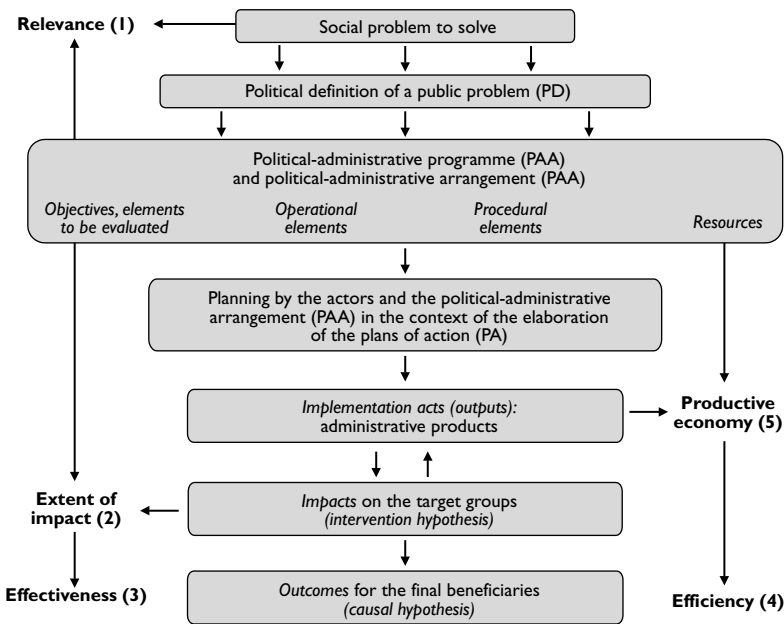 Relevance (1)
Social problem to solve
Political definition of a public problem (PD)
Political-administrative programme (PAA)
and political-administrative arrangement (PAA)
Objectives, elements
to be evaluated
Operational
elements
Procedural
elements
Resources
Planning by the actors and the political-administrative
arrangement (PAA) in the context of the elaboration
of the plans of action (PA)
Implementation acts (outputs):
administrative products
Productive
economy (5)
Extent of
impact (2)
Impacts on the target groups
(intervention hypothesis)
Effectiveness (3)
Outcomes for the final beneficiaries
(causal hypothesis)
Efficiency (4)